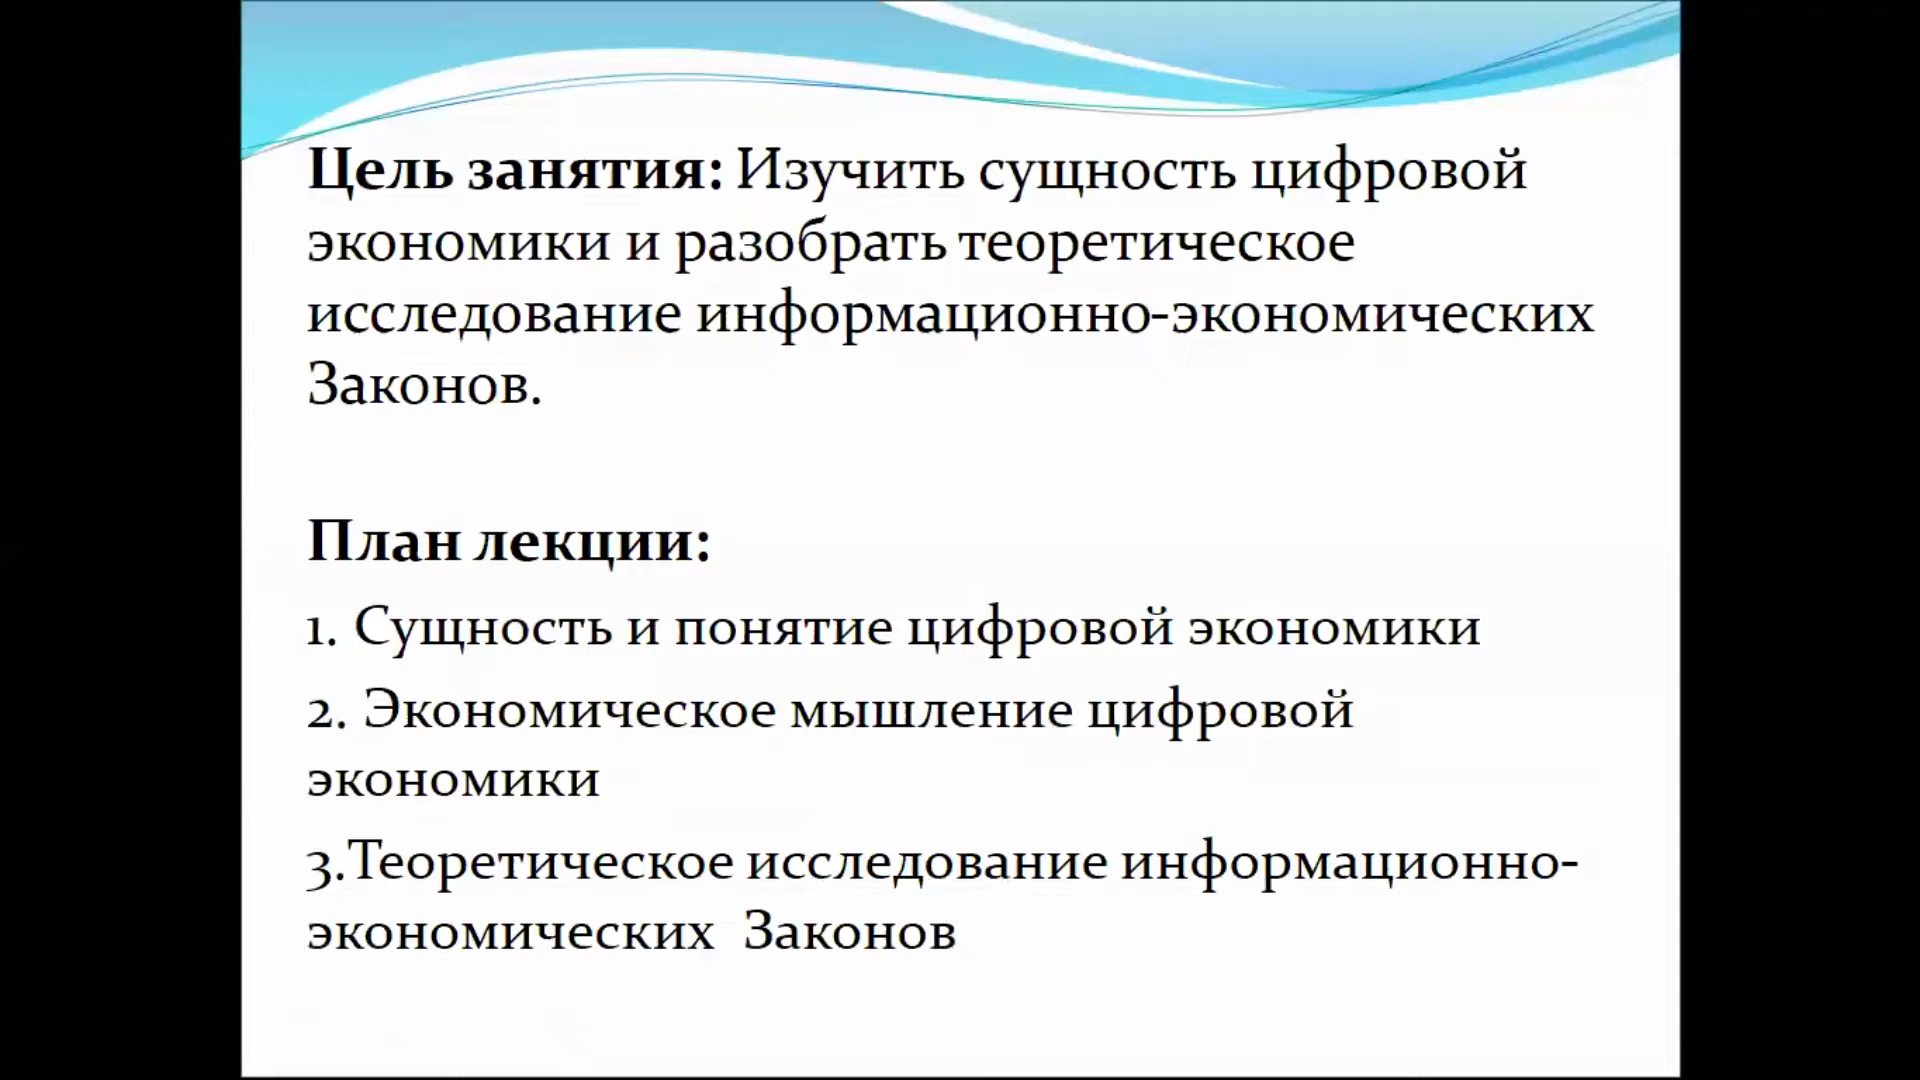 Цель занятия: Изучить сущность цифровой
экономики и разобрать теоретическое
исследование информационно-экономических
Законов.
План лекции:
1. Сущность и понятие цифровой экономики
2. Экономическое мышление цифровой
экономики
3.Теоретическое исследование информационно-
экономических Законов